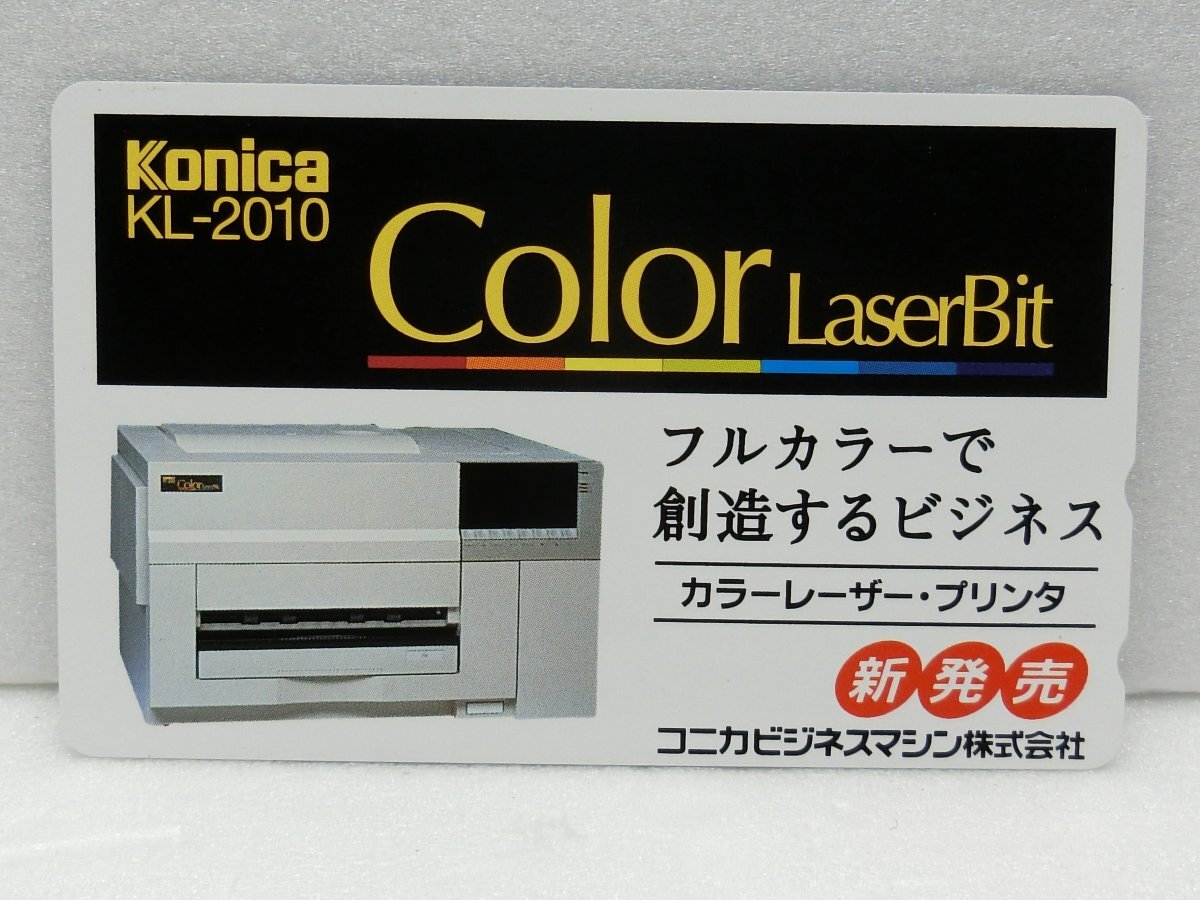 Konica
KL-2010
Color LaserBit
フルカラーで
創造するビジネス
カラーレーザー・プリンタ
新発売
コニカビジネスマシン株式会社
Color